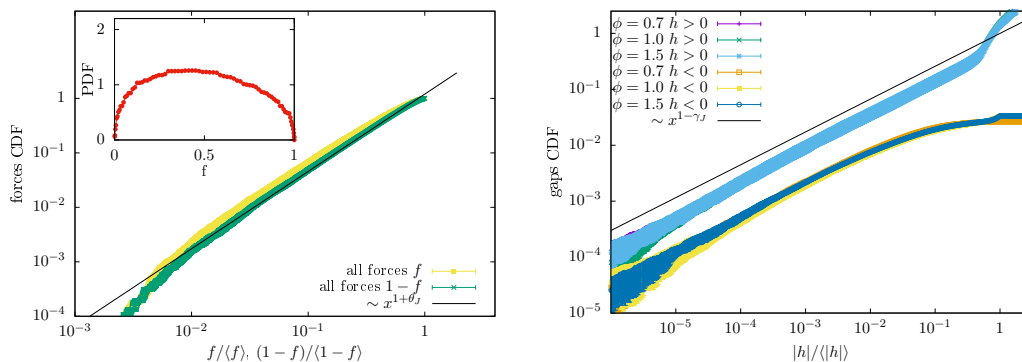 forces CDF
1
10⁻¹
10⁻²
10⁻³
10⁻⁴
10⁻³ 10⁻² 10⁻¹ 1
f/⟨f⟩, (1 − f)/⟨1 − f⟩
PDF
2
1
0
0 0.5 1
f
all forces f
all forces 1 − f
∼ x^{1+θ_J}
gaps CDF
1
10⁻¹
10⁻²
10⁻³
10⁻⁴
10⁻⁵
10⁻⁵ 10⁻⁴ 10⁻³ 10⁻² 10⁻¹ 1
|h|/⟨|h|⟩
ϕ = 0.7 h > 0
ϕ = 1.0 h > 0
ϕ = 1.5 h > 0
ϕ = 0.7 h < 0
ϕ = 1.0 h < 0
ϕ = 1.5 h < 0
∼ x^{1−γ_J}